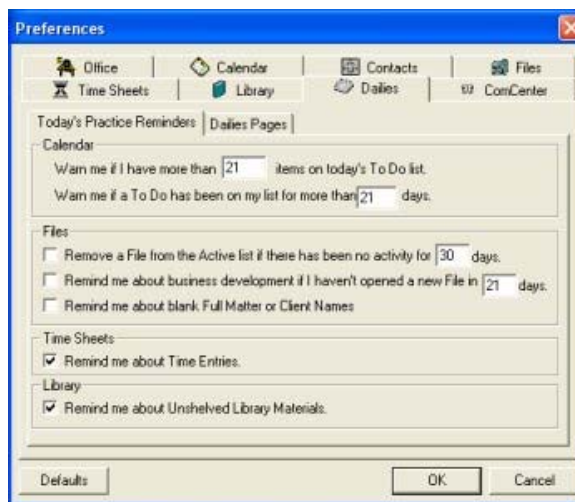 Preferences
Office Calendar Contacts Files
Time Sheets Library Dailies ComCenter
Today's Practice Reminders Dailies Pages
Calendar
Warn me if I have more than 21 items on today's To Do list.
Warn me if a To Do has been on my list for more than 21 days.
Files
Remove a File from the Active list if there has been no activity for 30 days.
Remind me about business development if I haven't opened a new File in 21 days.
Remind me about blank Full Matter or Client Names
Time Sheets
Remind me about Time Entries.
Library
Remind me about Unshelved Library Materials.
Defaults OK Cancel